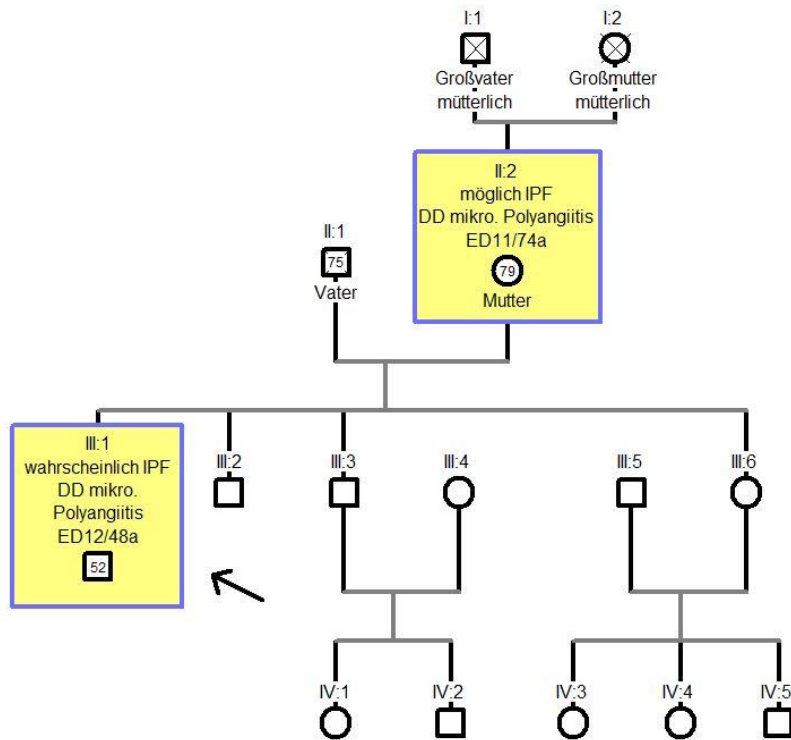 I:1
I:2
Großvater
mütterlich
Großmutter
mütterlich
II:2
möglich IPF
DD mikro. Polyangiitis
ED11/74a
79
Mutter
II:1
75
Vater
III:1
wahrscheinlich IPF
DD mikro.
Polyangiitis
ED12/48a
52
III:2
III:3
III:4
III:5
III:6
IV:1
IV:2
IV:3
IV:4
IV:5